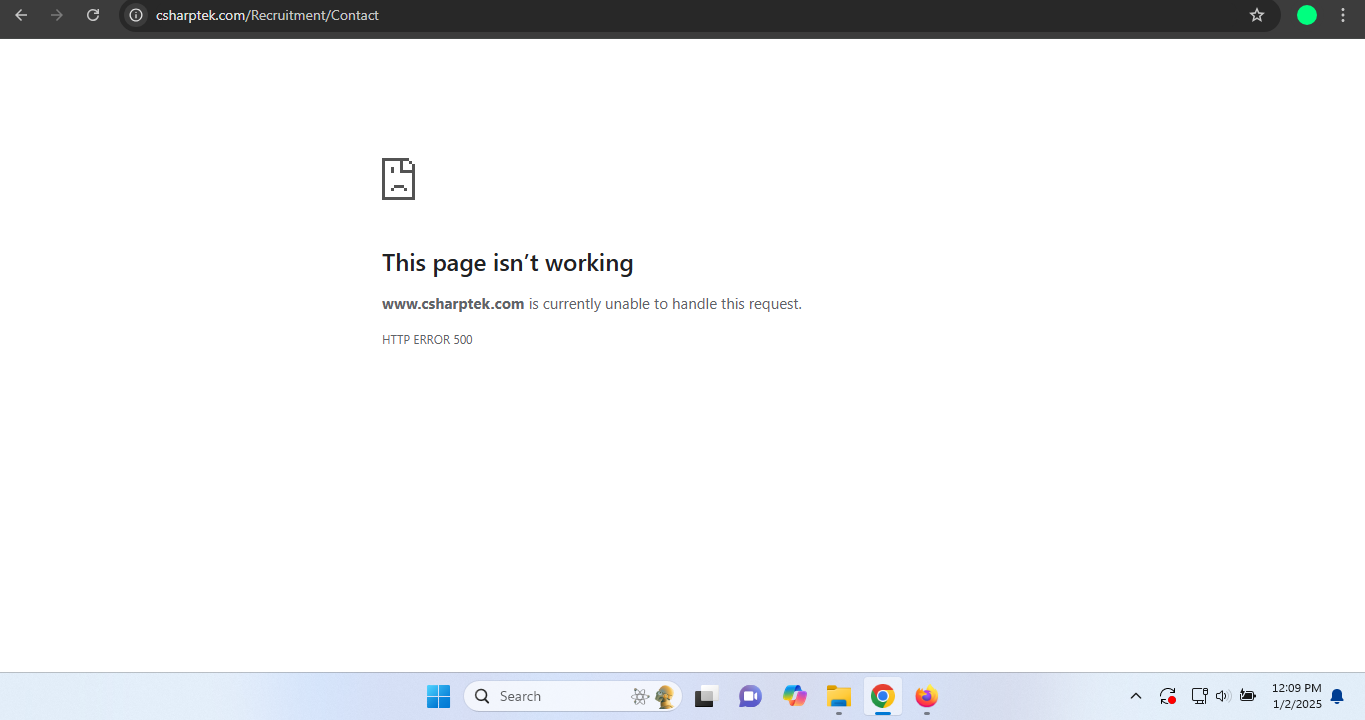 csharptek.com/Recruitment/Contact
This page isn’t working
www.csharptek.com is currently unable to handle this request.
HTTP ERROR 500
Search
12:09 PM
1/2/2025